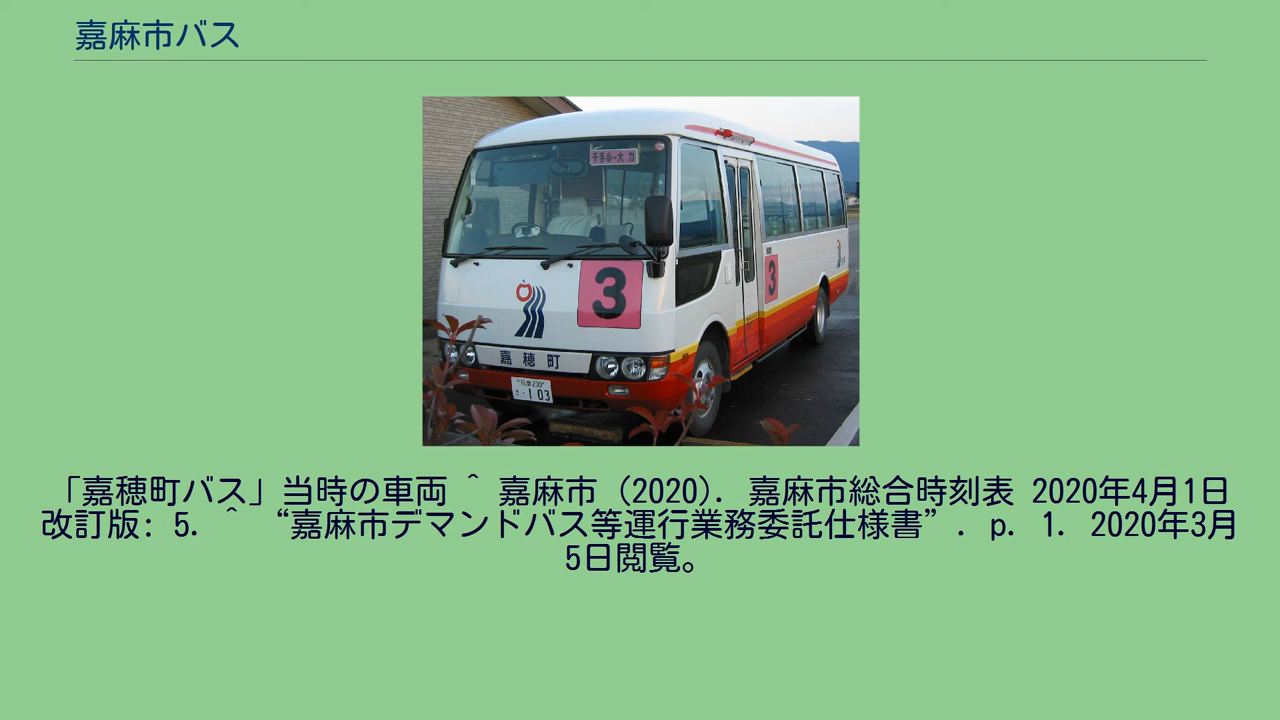 嘉麻市バス
千手小-大力
3
3
嘉穂町
103
「嘉穂町バス」当時の車両 ^ 嘉麻市 (2020). 嘉麻市総合時刻表 2020年4月1日
改訂版: 5. ^ “嘉麻市デマンドバス等運行業務委託仕様書”. p. 1. 2020年3月
5日閲覧。